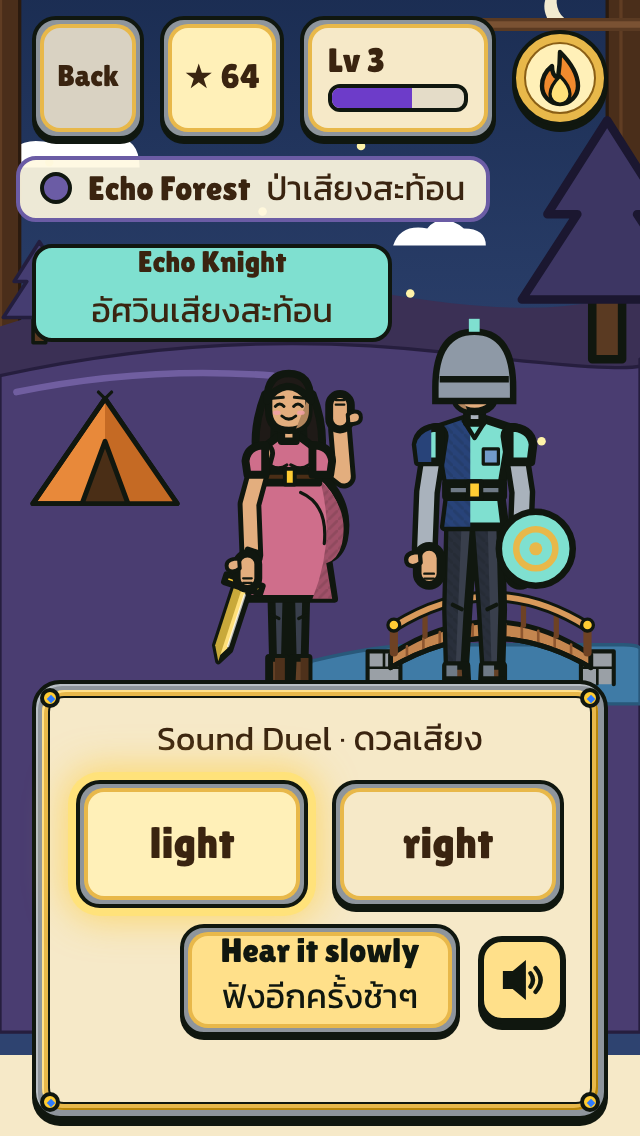 Back
★ 64
Lv 3
Echo Forest ป่าเสียงสะท้อน
Echo Knight
อัศวินเสียงสะท้อน
Sound Duel · ดวลเสียง
light
right
Hear it slowly
ฟังอีกครั้งช้าๆ